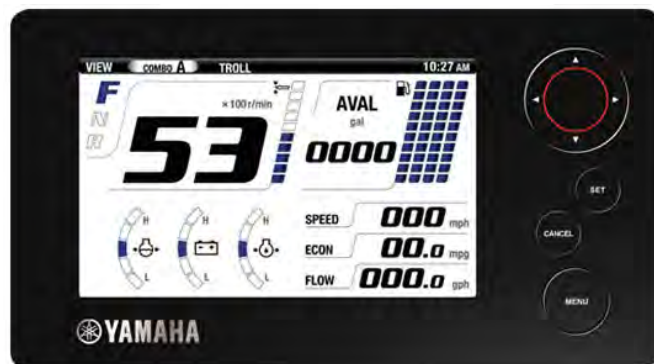 VIEW COMBO A TROLL 10:27 AM
F
N
R
×100 r/min
53
AVAL
gal
0000
H H H
L L L
SPEED 000 mph
ECON 00.0 mpg
FLOW 000.0 gph
SET
CANCEL
MENU
YAMAHA